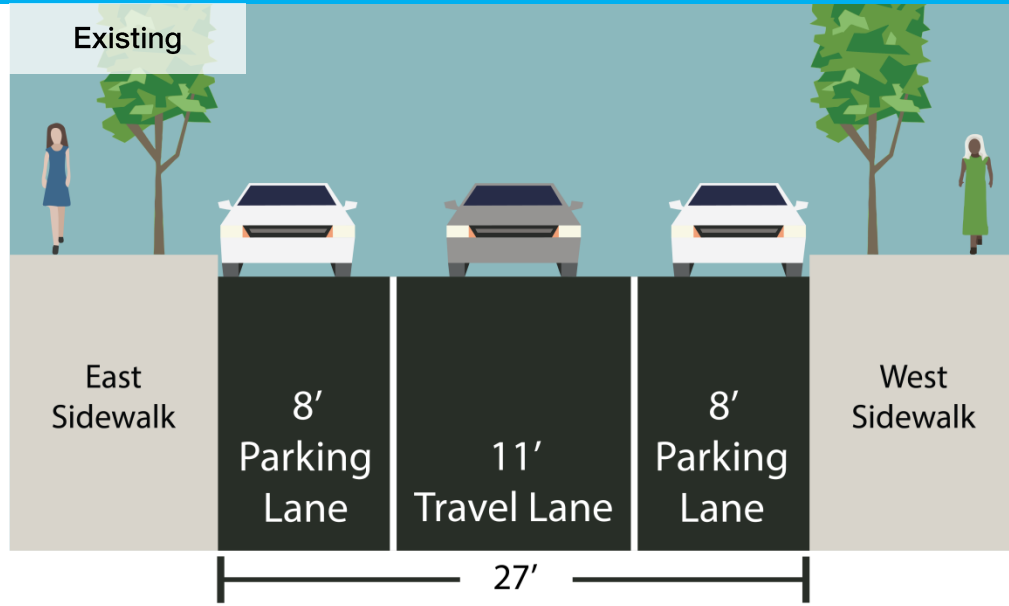 Existing
East
Sidewalk
8’
Parking
Lane
11’
Travel Lane
8’
Parking
Lane
West
Sidewalk
27’